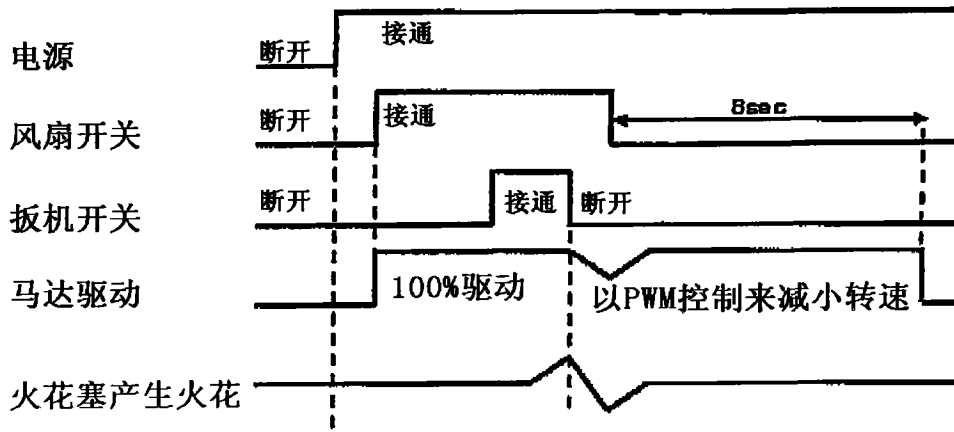 电源
断开
接通
风扇开关
断开
接通
8sec
扳机开关
断开
接通
断开
马达驱动
100%驱动
以PWM控制来减小转速
火花塞产生火花